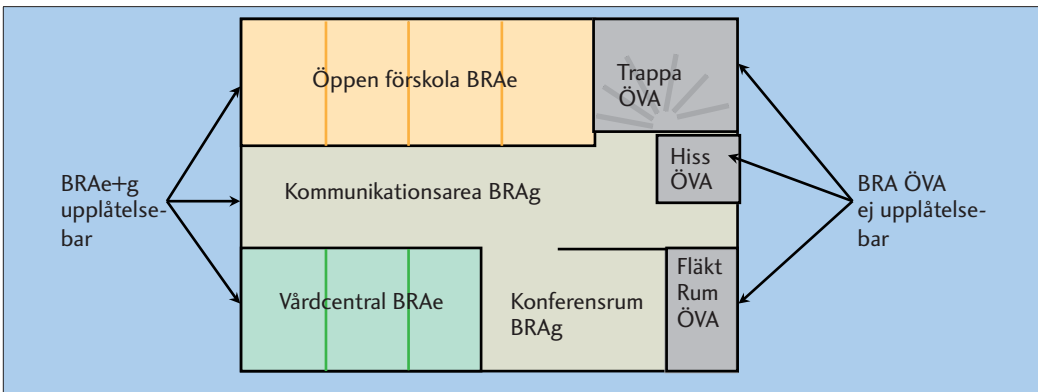 Öppen förskola BRAe
Trappa
ÖVA
Hiss
ÖVA
BRAe+g
upplåtelse-
bar
Kommunikationsarea BRAg
BRA ÖVA
ej upplåtelse-
bar
Vårdcentral BRAe
Konferensrum
BRAg
Fläkt
Rum
ÖVA